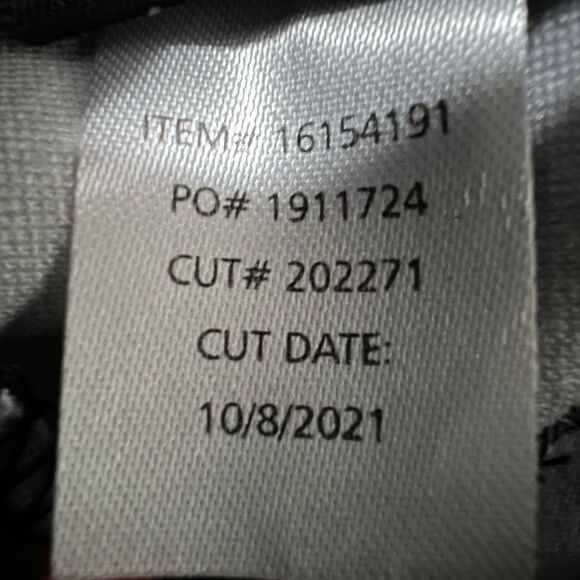 ITEM# 16154191
PO# 1911724
CUT# 202271
CUT DATE:
10/8/2021